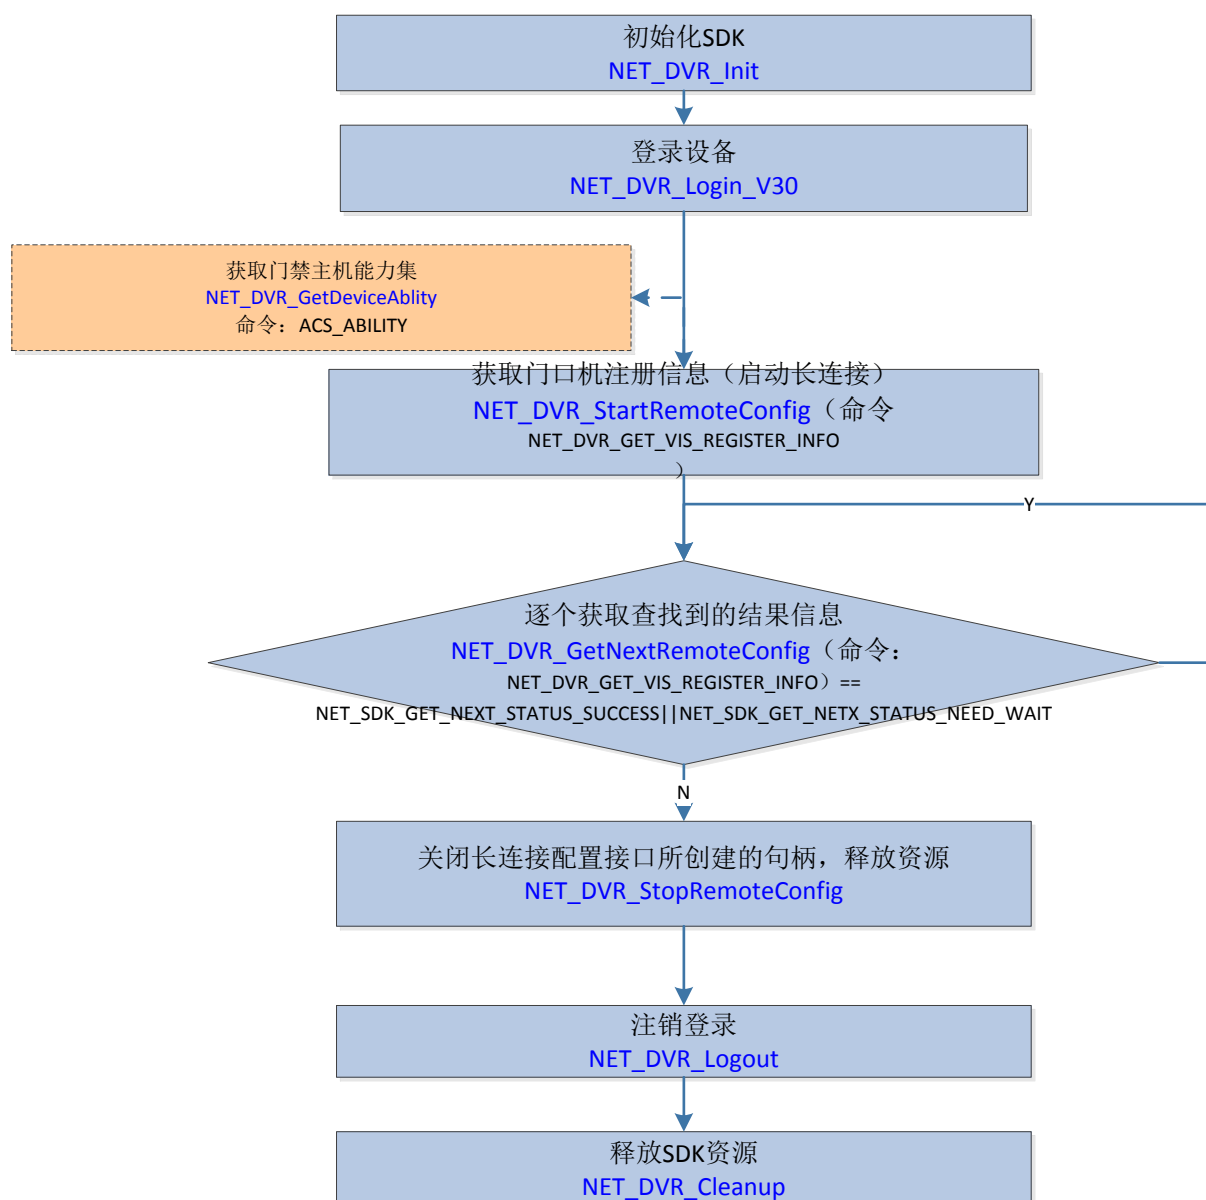 初始化SDK
NET_DVR_Init
登录设备
NET_DVR_Login_V30
获取门禁主机能力集
NET_DVR_GetDeviceAblity
命令：ACS_ABILITY
获取门口机注册信息（启动长连接）
NET_DVR_StartRemoteConfig（命令
NET_DVR_GET_VIS_REGISTER_INFO
）
Y
逐个获取查找到的结果信息
NET_DVR_GetNextRemoteConfig（命令：
NET_DVR_GET_VIS_REGISTER_INFO）==
NET_SDK_GET_NEXT_STATUS_SUCCESS||NET_SDK_GET_NETX_STATUS_NEED_WAIT
N
关闭长连接配置接口所创建的句柄，释放资源
NET_DVR_StopRemoteConfig
注销登录
NET_DVR_Logout
释放SDK资源
NET_DVR_Cleanup